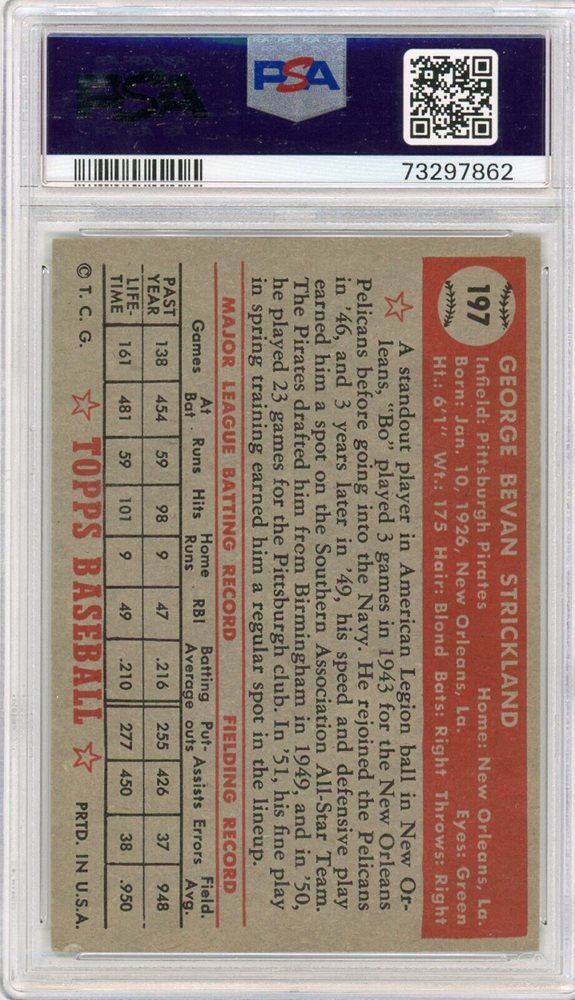 PSA
PSA
73297862
197
GEORGE BEVAN STRICKLAND
Infield: Pittsburgh Pirates Home: New Orleans, La.
Born: Jan. 10, 1926, New Orleans, La. Eyes: Green
Ht.: 6'1" Wt.: 175 Hair: Blond Bats: Right Throws: Right
A standout player in American Legion ball in New Or-
leans, "Bo" played 3 games in 1943 for the New Orleans
Pelicans before going into the Navy. He rejoined the Pelicans
in '46, and 3 years later in '49, his speed and defensive play
earned him a spot on the Southern Association All-Star Team.
The Pirates drafted him from Birmingham in 1949, and in '50,
he played 23 games for the Pittsburgh club. In '51, his fine play
in spring training earned him a regular spot in the lineup.
MAJOR LEAGUE BATTING RECORD FIELDING RECORD
Games At Bat Runs Hits Home Runs RBI Batting Average Put-outs Assists Errors Field. Avg.
PAST YEAR 138 454 59 98 9 47 .216 255 426 37 948
LIFE-TIME 161 481 59 101 9 49 .210 277 450 38 .950
© T. C. G. TOPPS BASEBALL PRTD. IN U.S.A.